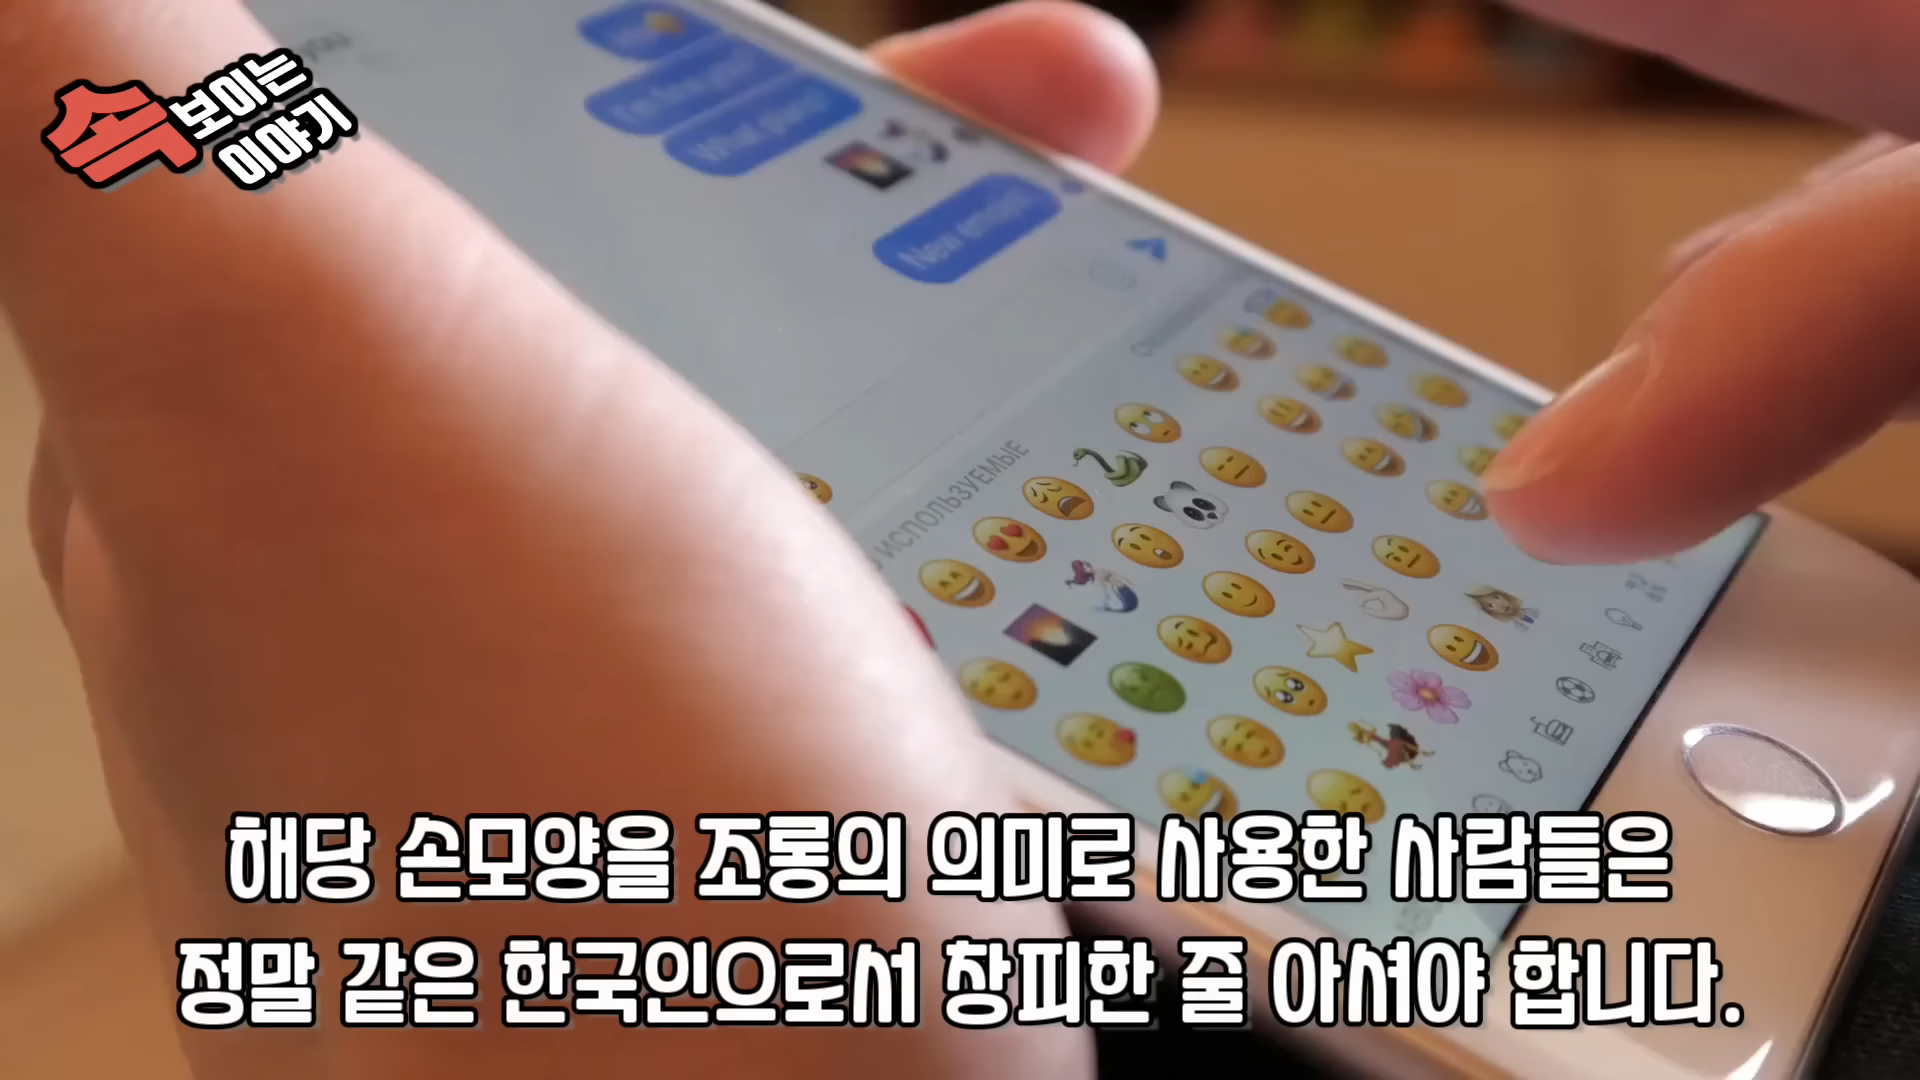 속보이는
이야기
What plan?
New emoji!
ИСПОЛЬЗУЕМЫЕ
해당 손모양을 조롱의 의미로 사용한 사람들은
정말 같은 한국인으로서 창피한 줄 아셔야 합니다.